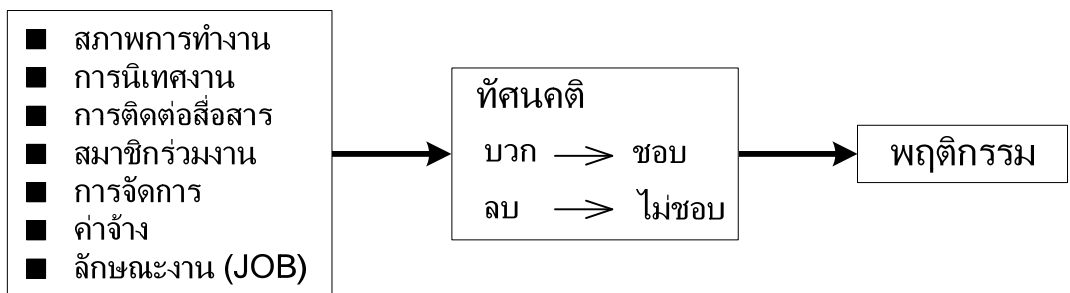 สภาพการทำงาน
การนิเทศงาน
การติดต่อสื่อสาร
สมาชิกร่วมงาน
การจัดการ
ค่าจ้าง
ลักษณะงาน (JOB)
ทัศนคติ
บวก → ชอบ
ลบ → ไม่ชอบ
พฤติกรรม